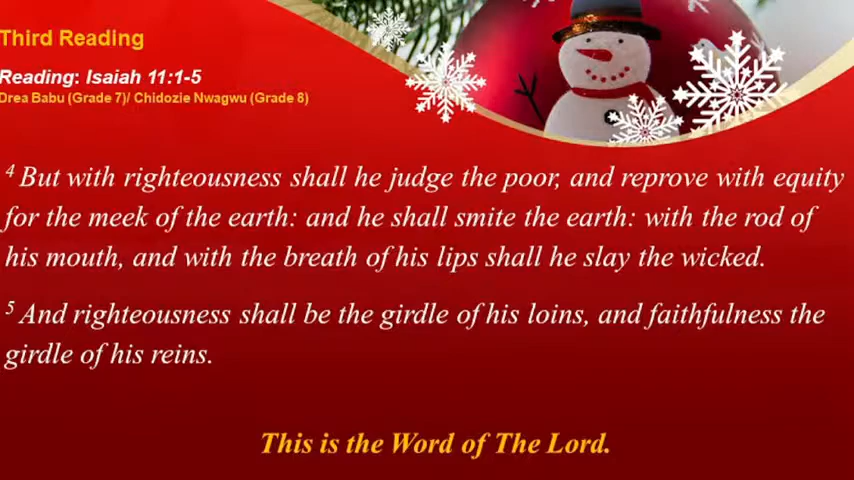 Third Reading
Reading: Isaiah 11:1-5
Drea Babu (Grade 7)/ Chidozie Nwagwu (Grade 8)
4 But with righteousness shall he judge the poor, and reprove with equity
for the meek of the earth: and he shall smite the earth: with the rod of
his mouth, and with the breath of his lips shall he slay the wicked.
5 And righteousness shall be the girdle of his loins, and faithfulness the
girdle of his reins.
This is the Word of The Lord.